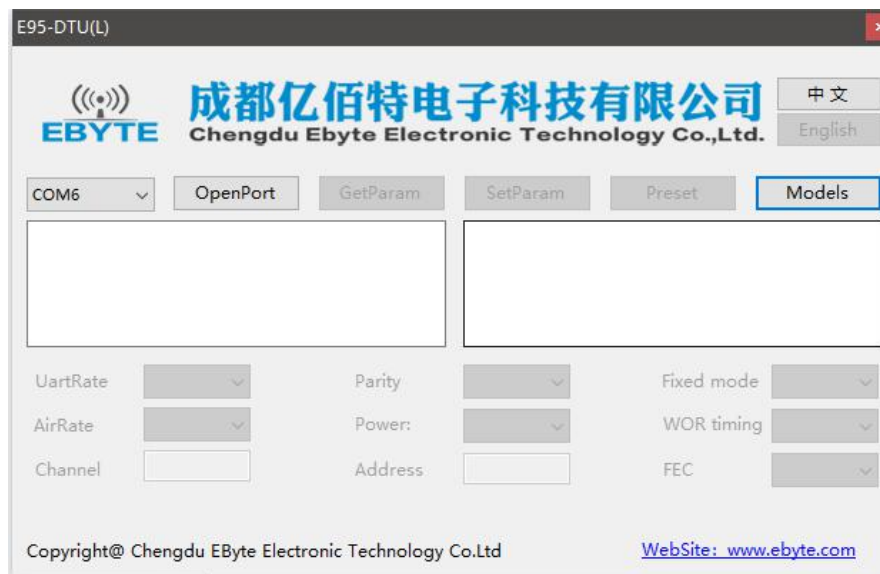 E95-DTU(L)
成都亿佰特电子科技有限公司
中文
EBYTE
Chengdu Ebyte Electronic Technology Co.,Ltd.
English
COM6
OpenPort
GetParam
SetParam
Preset
Models
UartRate
Parity
Fixed mode
AirRate
Power:
WOR timing
Channel
Address
FEC
Copyright@ Chengdu EByte Electronic Technology Co.Ltd
WebSite: www.ebyte.com